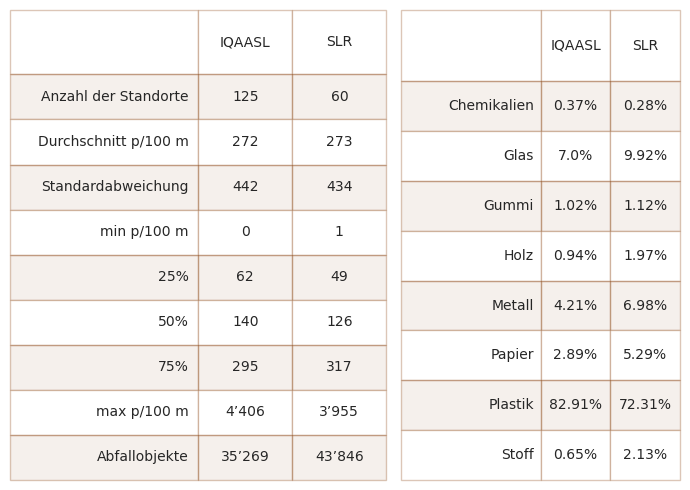 IQAASL SLR
Anzahl der Standorte 125 60
Durchschnitt p/100 m 272 273
Standardabweichung 442 434
min p/100 m 0 1
25% 62 49
50% 140 126
75% 295 317
max p/100 m 4’406 3’955
Abfallobjekte 35’269 43’846
IQAASL SLR
Chemikalien 0.37% 0.28%
Glas 7.0% 9.92%
Gummi 1.02% 1.12%
Holz 0.94% 1.97%
Metall 4.21% 6.98%
Papier 2.89% 5.29%
Plastik 82.91% 72.31%
Stoff 0.65% 2.13%